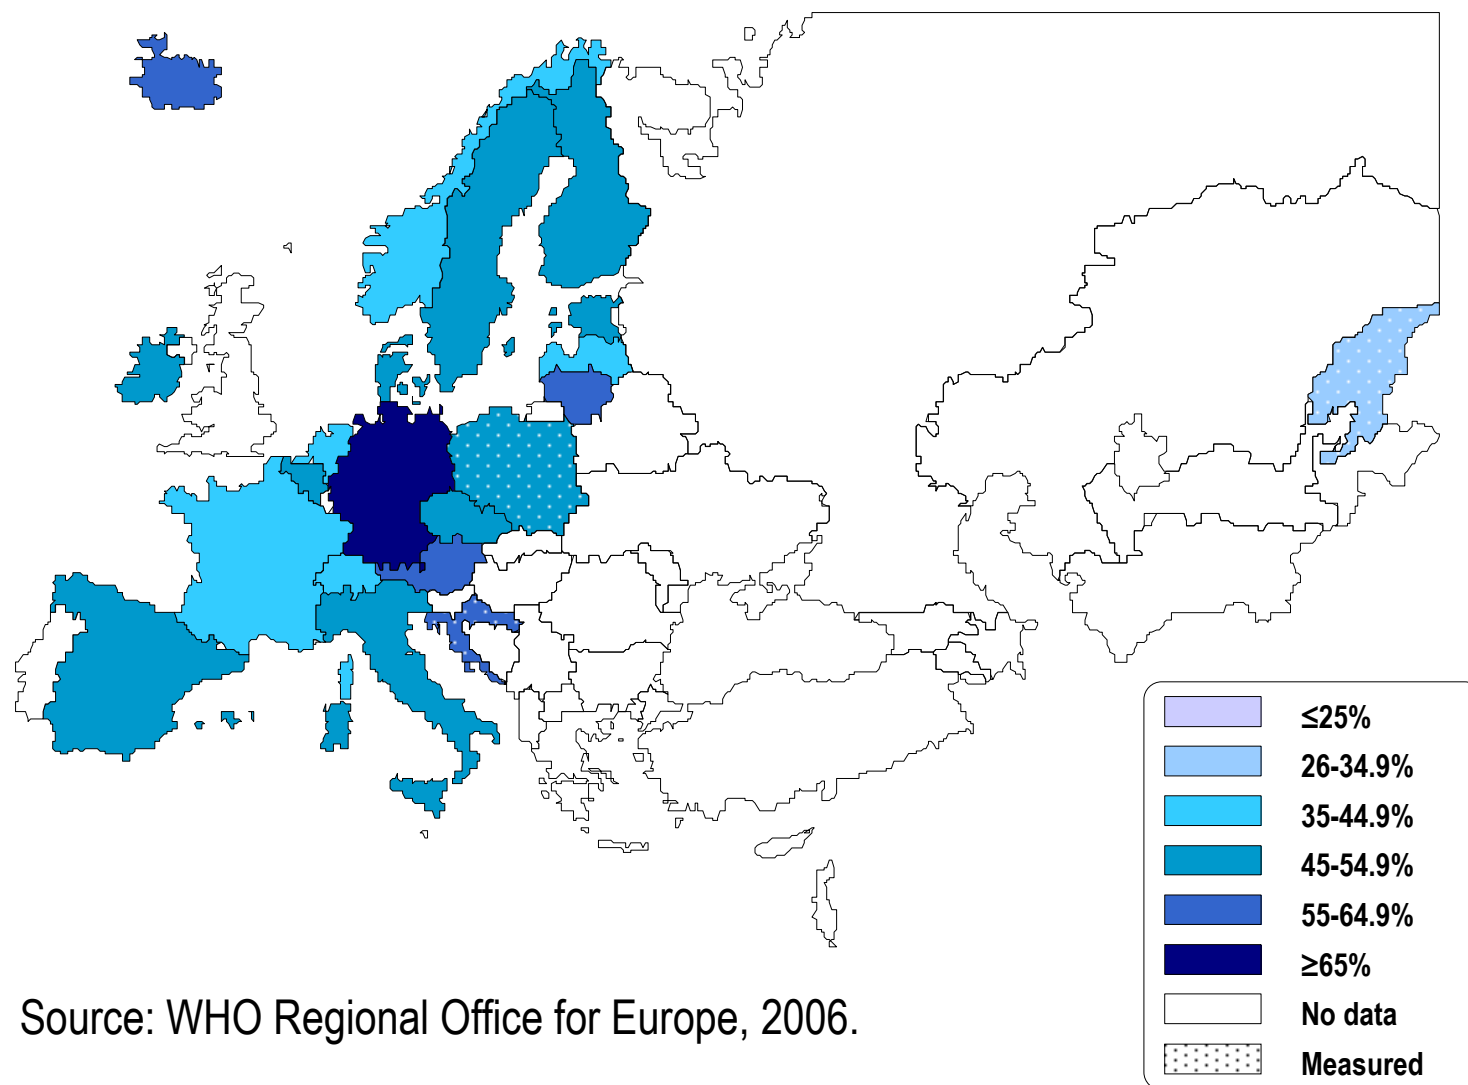 ≤25%
26-34.9%
35-44.9%
45-54.9%
55-64.9%
≥65%
No data
Measured
Source: WHO Regional Office for Europe, 2006.